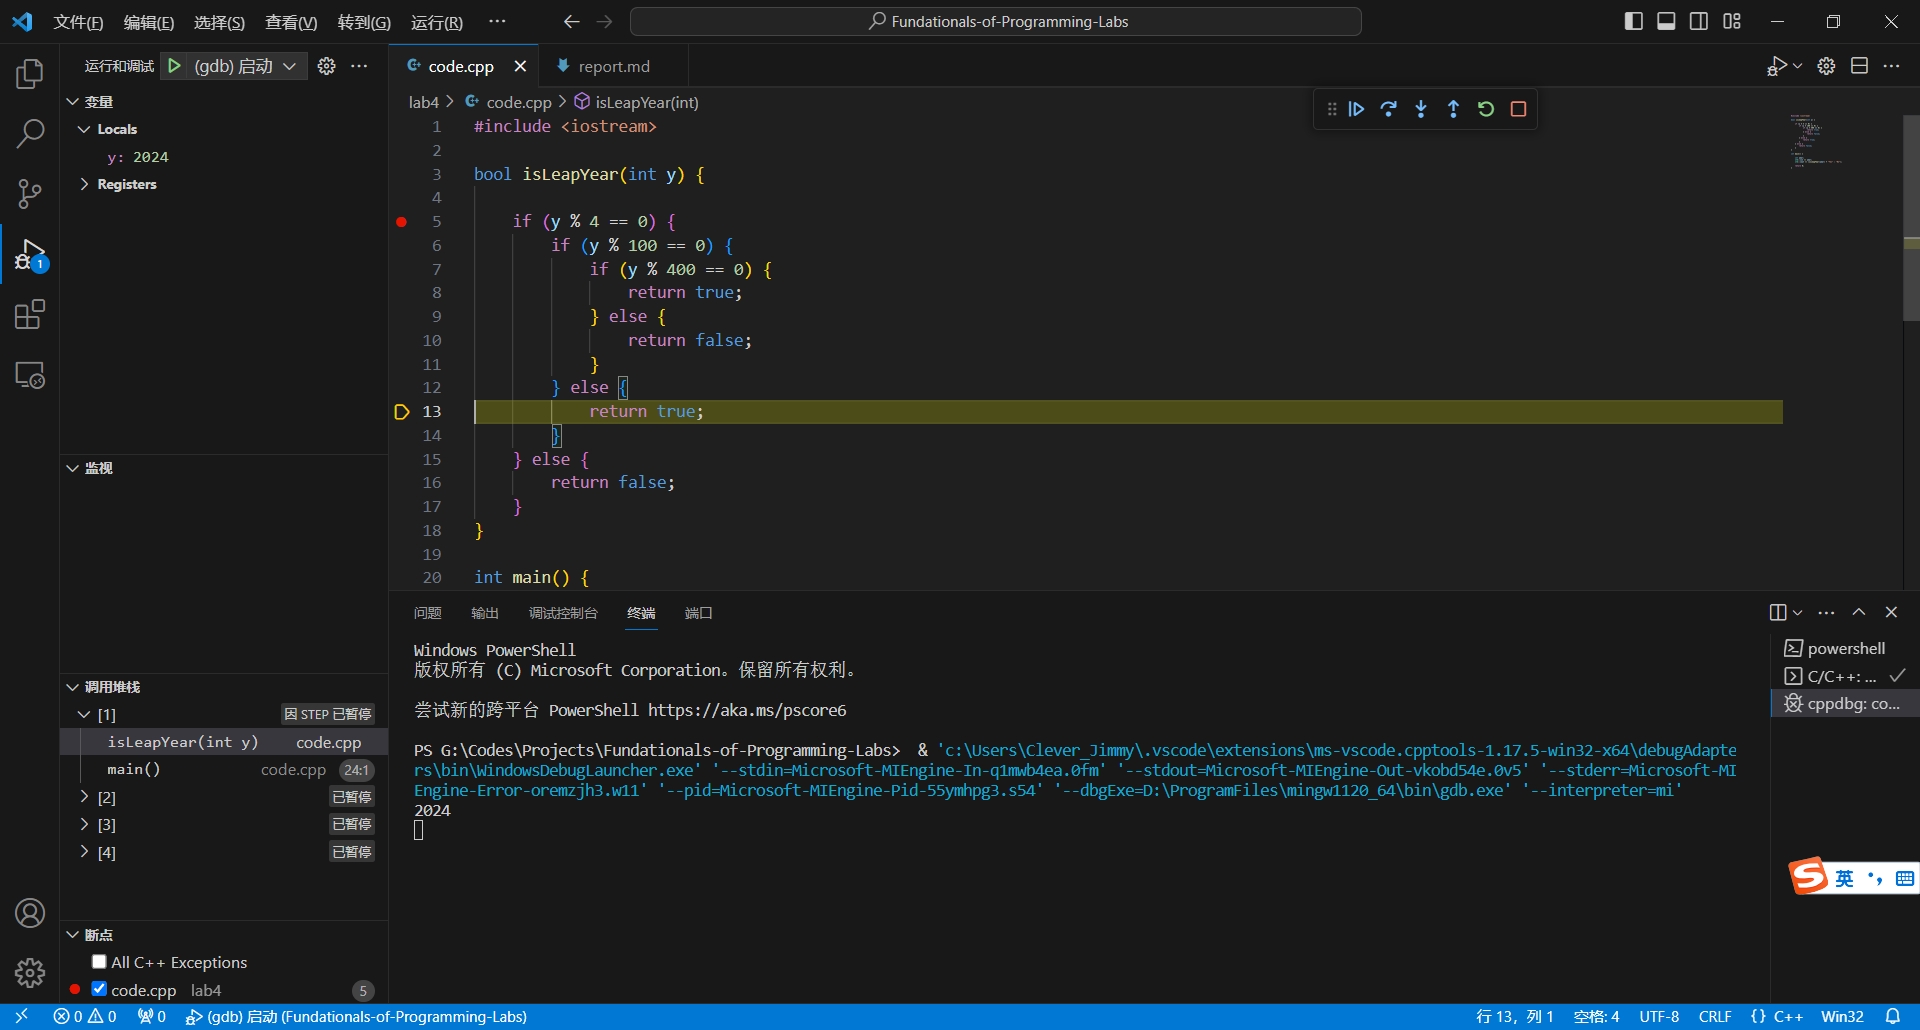 文件(F) 编辑(E) 选择(S) 查看(V) 转到(G) 运行(R) ··· Fundationals-of-Programming-Labs
运行和调试 (gdb) 启动
变量
Locals
y: 2024
Registers
监视
调用堆栈
[1] 因 STEP 已暂停
isLeapYear(int y) code.cpp
main() code.cpp 24:1
[2] 已暂停
[3] 已暂停
[4] 已暂停
断点
All C++ Exceptions
code.cpp lab4 5
1
code.cpp report.md
lab4 > code.cpp > isLeapYear(int)
1 #include <iostream>
2
3 bool isLeapYear(int y) {
4
5 if (y % 4 == 0) {
6 if (y % 100 == 0) {
7 if (y % 400 == 0) {
8 return true;
9 } else {
10 return false;
11 }
12 } else {
13 return true;
14 }
15 } else {
16 return false;
17 }
18 }
19
20 int main() {
问题 输出 调试控制台 终端 端口
Windows PowerShell
版权所有 (C) Microsoft Corporation。保留所有权利。
尝试新的跨平台 PowerShell https://aka.ms/pscore6
PS G:\Codes\Projects\Fundationals-of-Programming-Labs> & 'c:\Users\Clever_Jimmy\.vscode\extensions\ms-vscode.cpptools-1.17.5-win32-x64\debugAdapte
rs\bin\WindowsDebugLauncher.exe' '--stdin=Microsoft-MIEngine-In-q1mwb4ea.0fm' '--stdout=Microsoft-MIEngine-Out-vkobd54e.0v5' '--stderr=Microsoft-MI
Engine-Error-oremzjh3.w11' '--pid=Microsoft-MIEngine-Pid-55ymhpg3.s54' '--dbgExe=D:\ProgramFiles\mingw1120_64\bin\gdb.exe' '--interpreter=mi'
2024
powershell
C/C++: ...
cppdbg: co...
S 英
0 0 0 (gdb) 启动 (Fundationals-of-Programming-Labs) 行 13, 列 1 空格: 4 UTF-8 CRLF {} C++ Win32